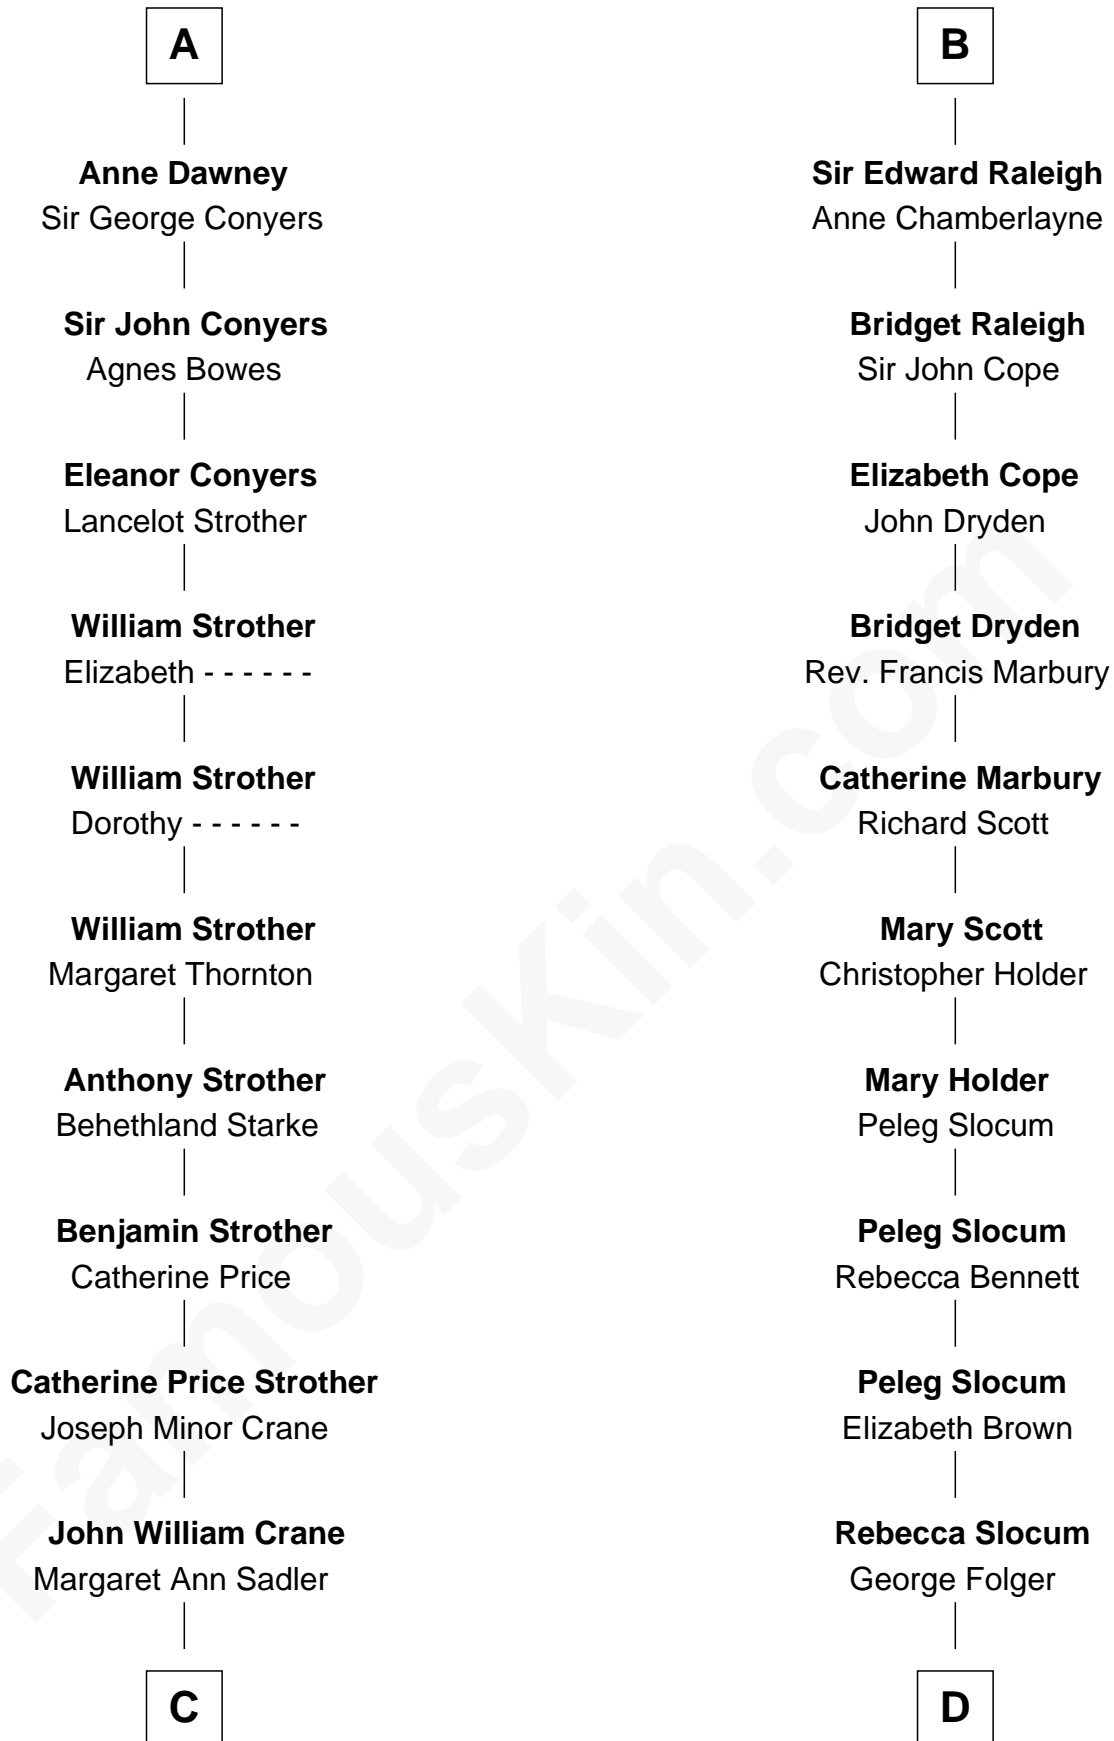 A
Anne Dawney
Sir George Conyers
Sir John Conyers
Agnes Bowes
Eleanor Conyers
Lancelot Strother
William Strother
Elizabeth - - - - - -
William Strother
Dorothy - - - - - -
William Strother
Margaret Thornton
Anthony Strother
Behethland Starke
Benjamin Strother
Catherine Price
Catherine Price Strother
Joseph Minor Crane
John William Crane
Margaret Ann Sadler
C
B
Sir Edward Raleigh
Anne Chamberlayne
Bridget Raleigh
Sir John Cope
Elizabeth Cope
John Dryden
Bridget Dryden
Rev. Francis Marbury
Catherine Marbury
Richard Scott
Mary Scott
Christopher Holder
Mary Holder
Peleg Slocum
Peleg Slocum
Rebecca Bennett
Peleg Slocum
Elizabeth Brown
Rebecca Slocum
George Folger
D
FamousKin.com